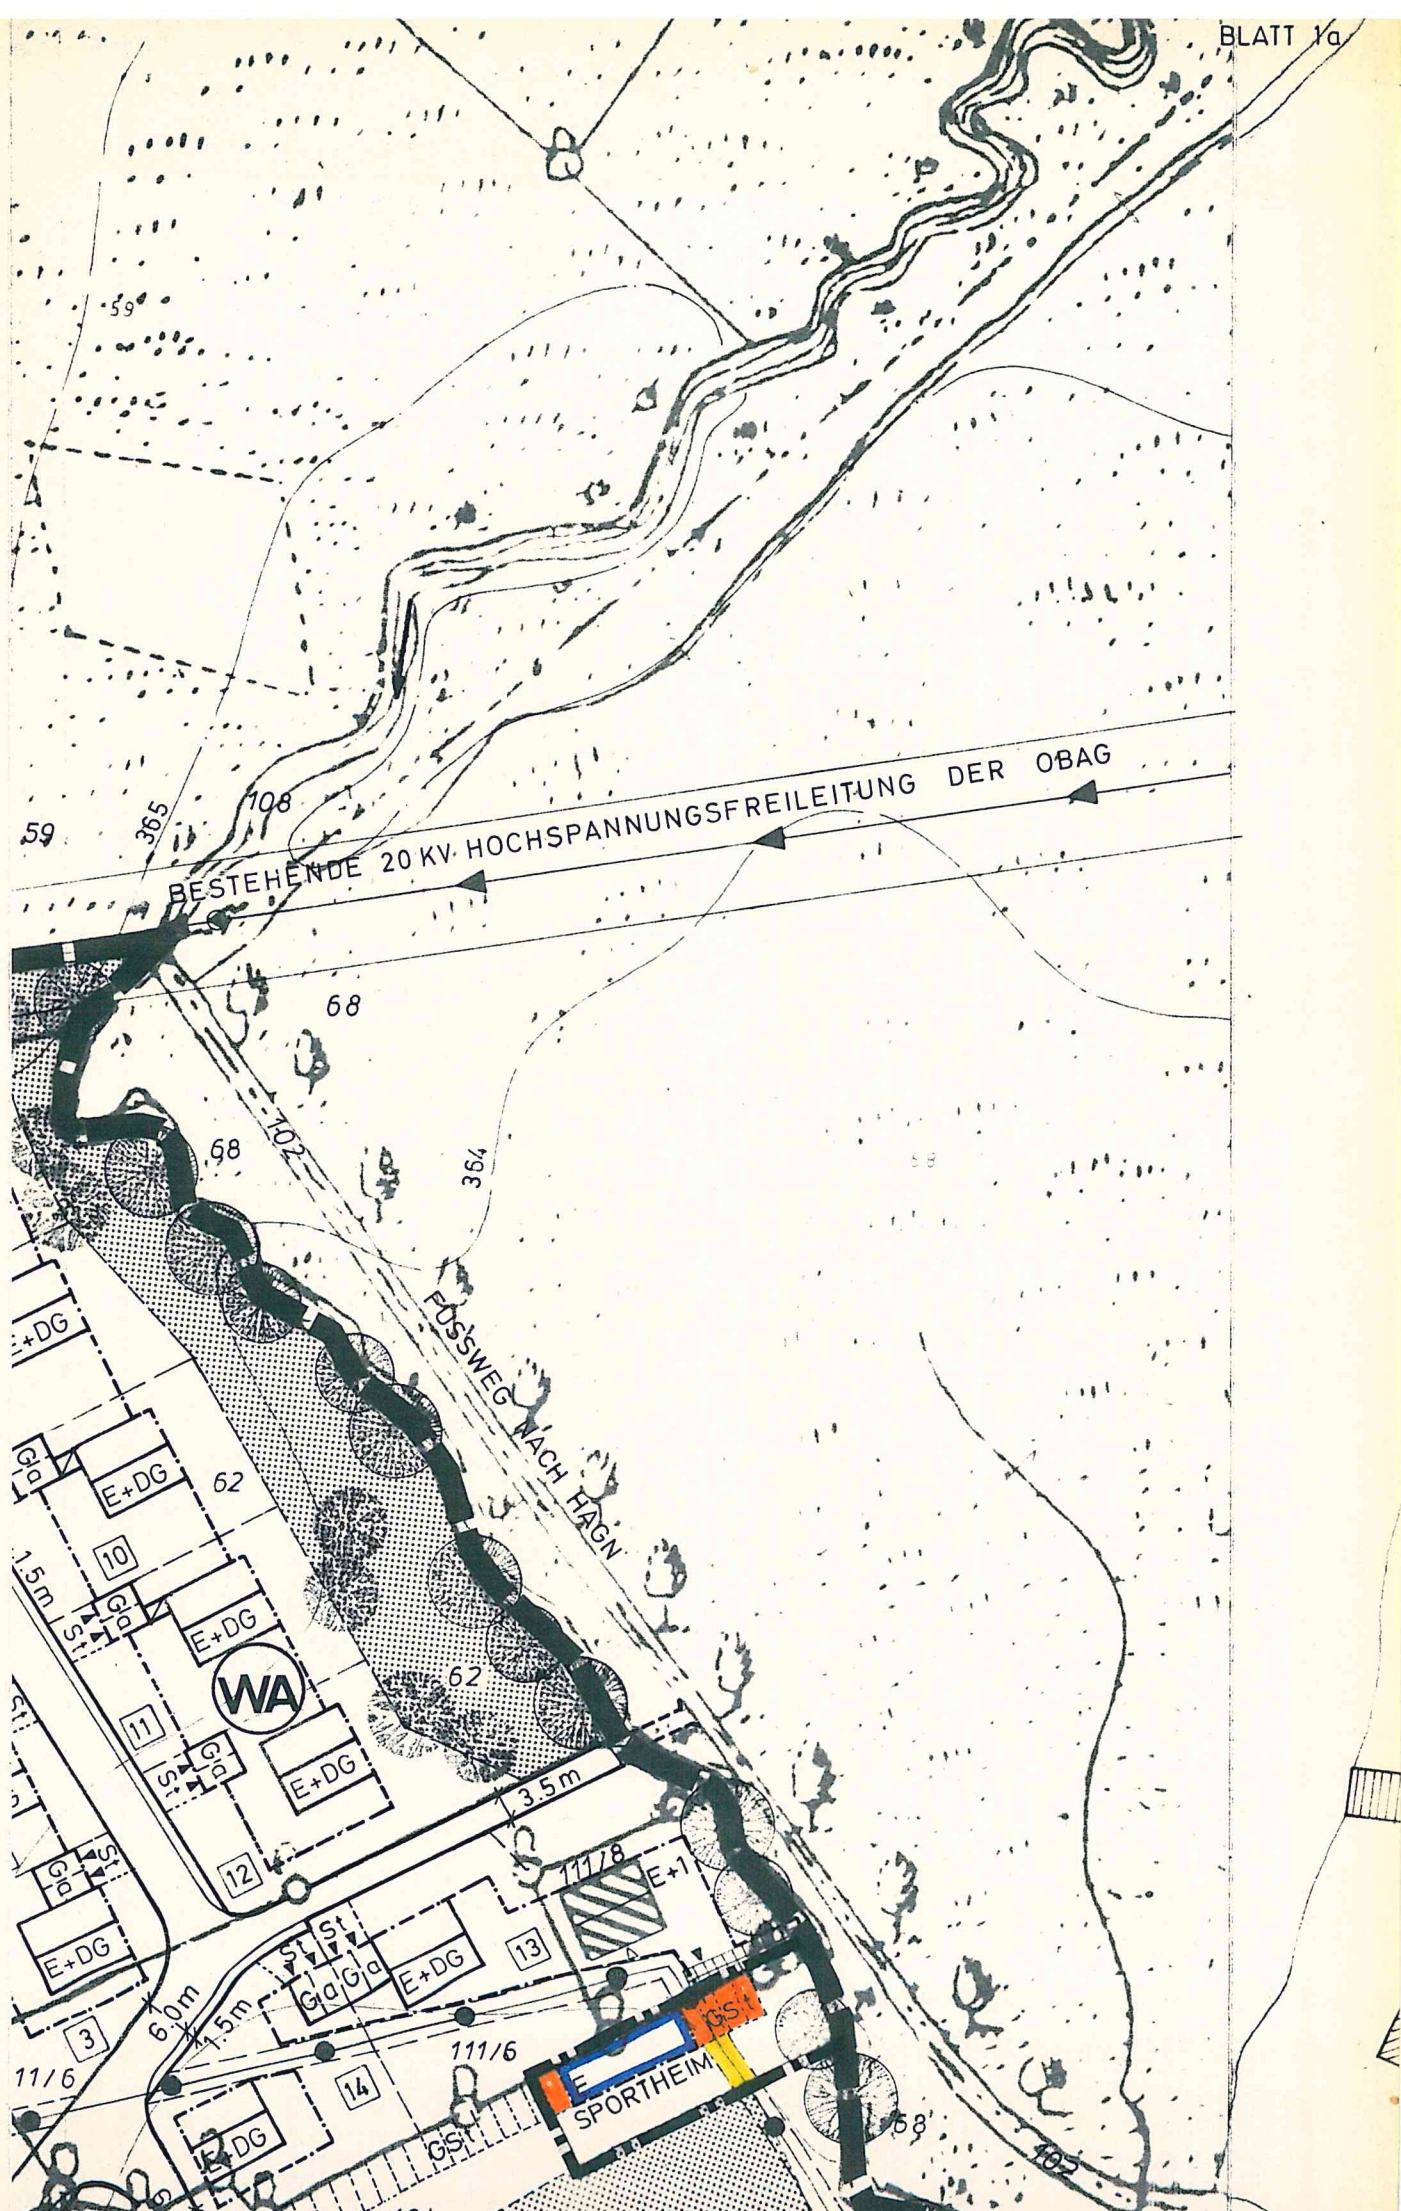 BLATT 1a
59
365
108
59
BESTEHENDE 20 KV. HOCHSPANNUNGSFREILEITUNG DER OBAG
68
102
68
364
58
FUSSWEG NACH HAGN
E+DG
Ga
E+DG
62
10
1.5m
Ga
St
E+DG
WA
62
11
St
Ga
St
E+DG
3.5m
12
111/8
E+1
Ga
St
E+DG
St
St
Ga
Ga
E+DG
13
3
6.0m
1.5m
GSt
111/6
11/6
14
E
SPORTHEIM
E+DG
GSt
68
102